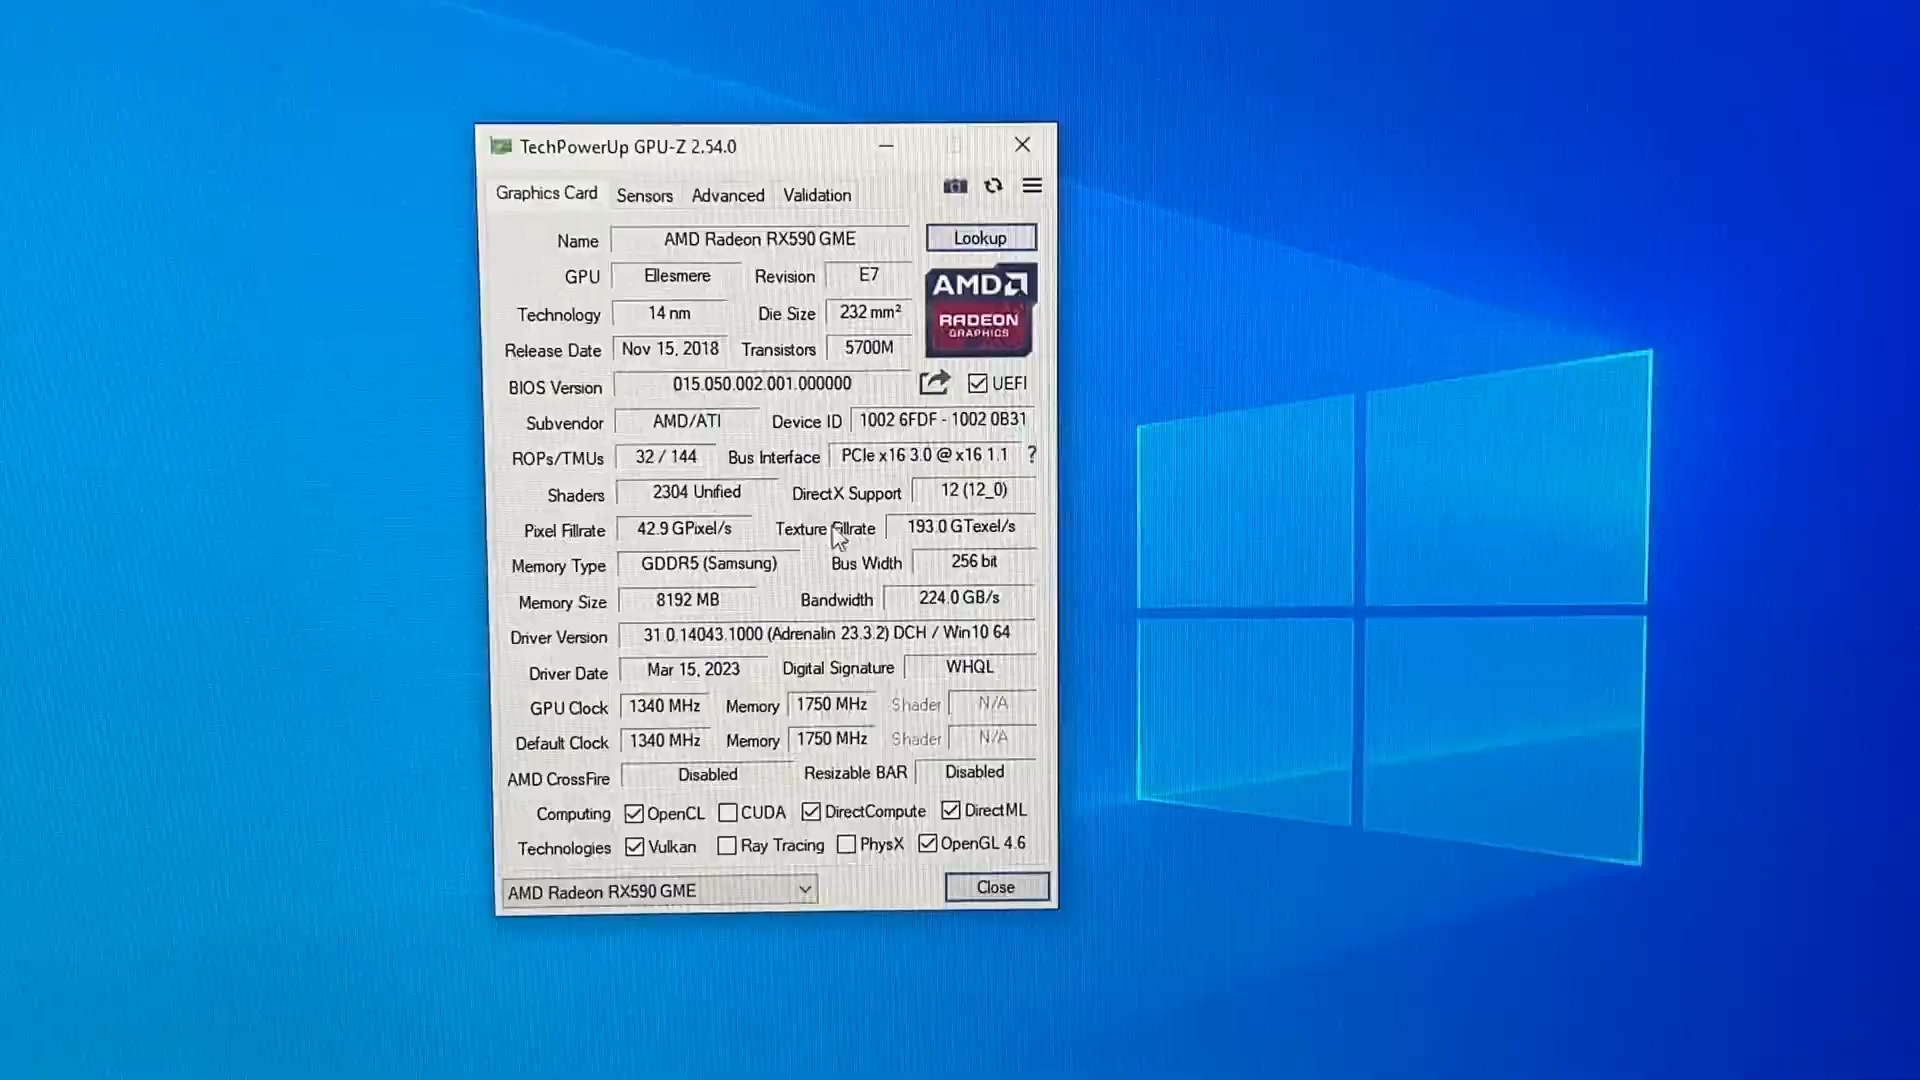 TechPowerUp GPU-Z 2.54.0
Graphics Card Sensors Advanced Validation
Name AMD Radeon RX590 GME Lookup
GPU Ellesmere Revision E7
AMD
RADEON
GRAPHICS
Technology 14 nm Die Size 232 mm²
Release Date Nov 15, 2018 Transistors 5700M
BIOS Version 015.050.002.001.000000 UEFI
Subvendor AMD/ATI Device ID 1002 6FDF - 1002 0B31
ROPs/TMUs 32 / 144 Bus Interface PCIe x16 3.0 @ x16 1.1 ?
Shaders 2304 Unified DirectX Support 12 (12_0)
Pixel Fillrate 42.9 GPixel/s Texture Fillrate 193.0 GTexel/s
Memory Type GDDR5 (Samsung) Bus Width 256 bit
Memory Size 8192 MB Bandwidth 224.0 GB/s
Driver Version 31.0.14043.1000 (Adrenalin 23.3.2) DCH / Win10 64
Driver Date Mar 15, 2023 Digital Signature WHQL
GPU Clock 1340 MHz Memory 1750 MHz Shader N/A
Default Clock 1340 MHz Memory 1750 MHz Shader N/A
AMD CrossFire Disabled Resizable BAR Disabled
Computing OpenCL CUDA DirectCompute DirectML
Technologies Vulkan Ray Tracing PhysX OpenGL 4.6
AMD Radeon RX590 GME Close